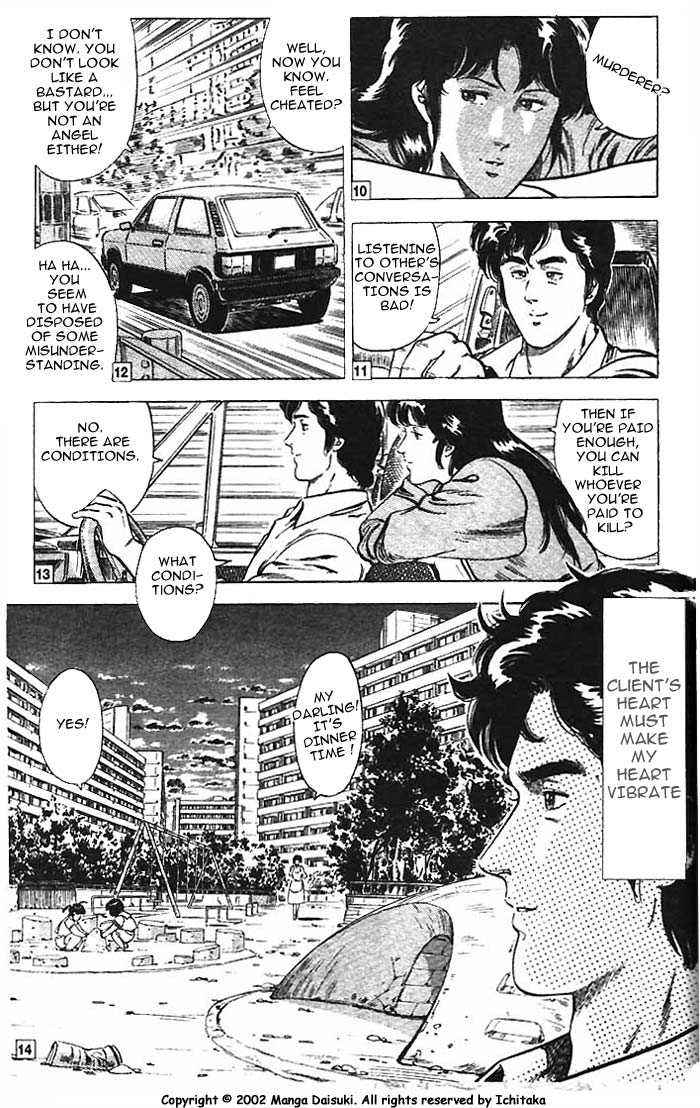 MURDERER?
10
WELL,
NOW YOU
KNOW.
FEEL
CHEATED?
I DON'T
KNOW. YOU
DON'T LOOK
LIKE A
BASTARD...
BUT YOU'RE
NOT AN
ANGEL
EITHER!
HA HA...
YOU
SEEM
TO HAVE
DISPOSED
OF SOME
MISUNDER-
STANDING.
12
LISTENING
TO OTHER'S
CONVERSA-
TIONS IS
BAD!
11
THEN IF
YOU'RE PAID
ENOUGH,
YOU CAN
KILL
WHOEVER
YOU'RE
PAID TO
KILL?
NO.
THERE ARE
CONDITIONS.
WHAT
CONDI-
TIONS?
13
THE
CLIENT'S
HEART
MUST
MAKE
MY
HEART
VIBRATE
MY
DARLING!
IT'S
DINNER
TIME !
YES!
14
Copyright © 2002 Manga Daisuki. All rights reserved by Ichitaka